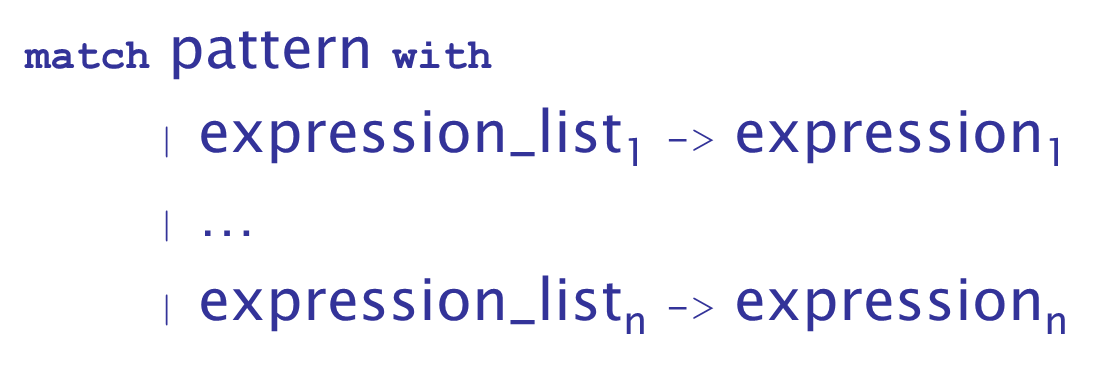 match pattern with
| expression_list₁ -> expression₁
| ...
| expression_listₙ -> expressionₙ